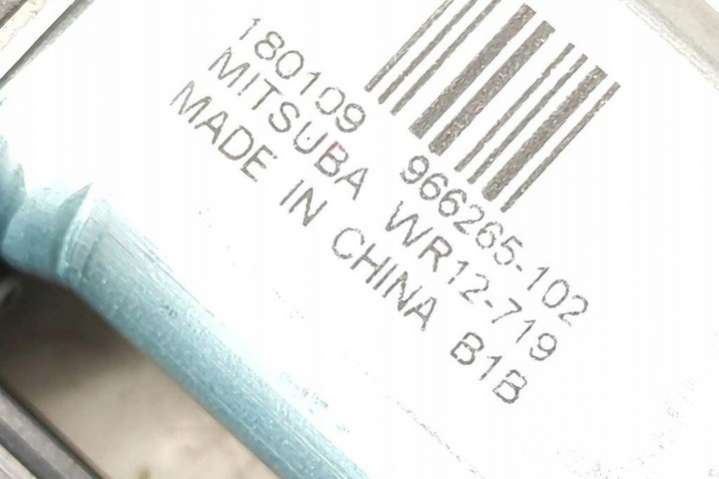 180109 966265-102
MITSUBA WR12-719
MADE IN CHINA B1B